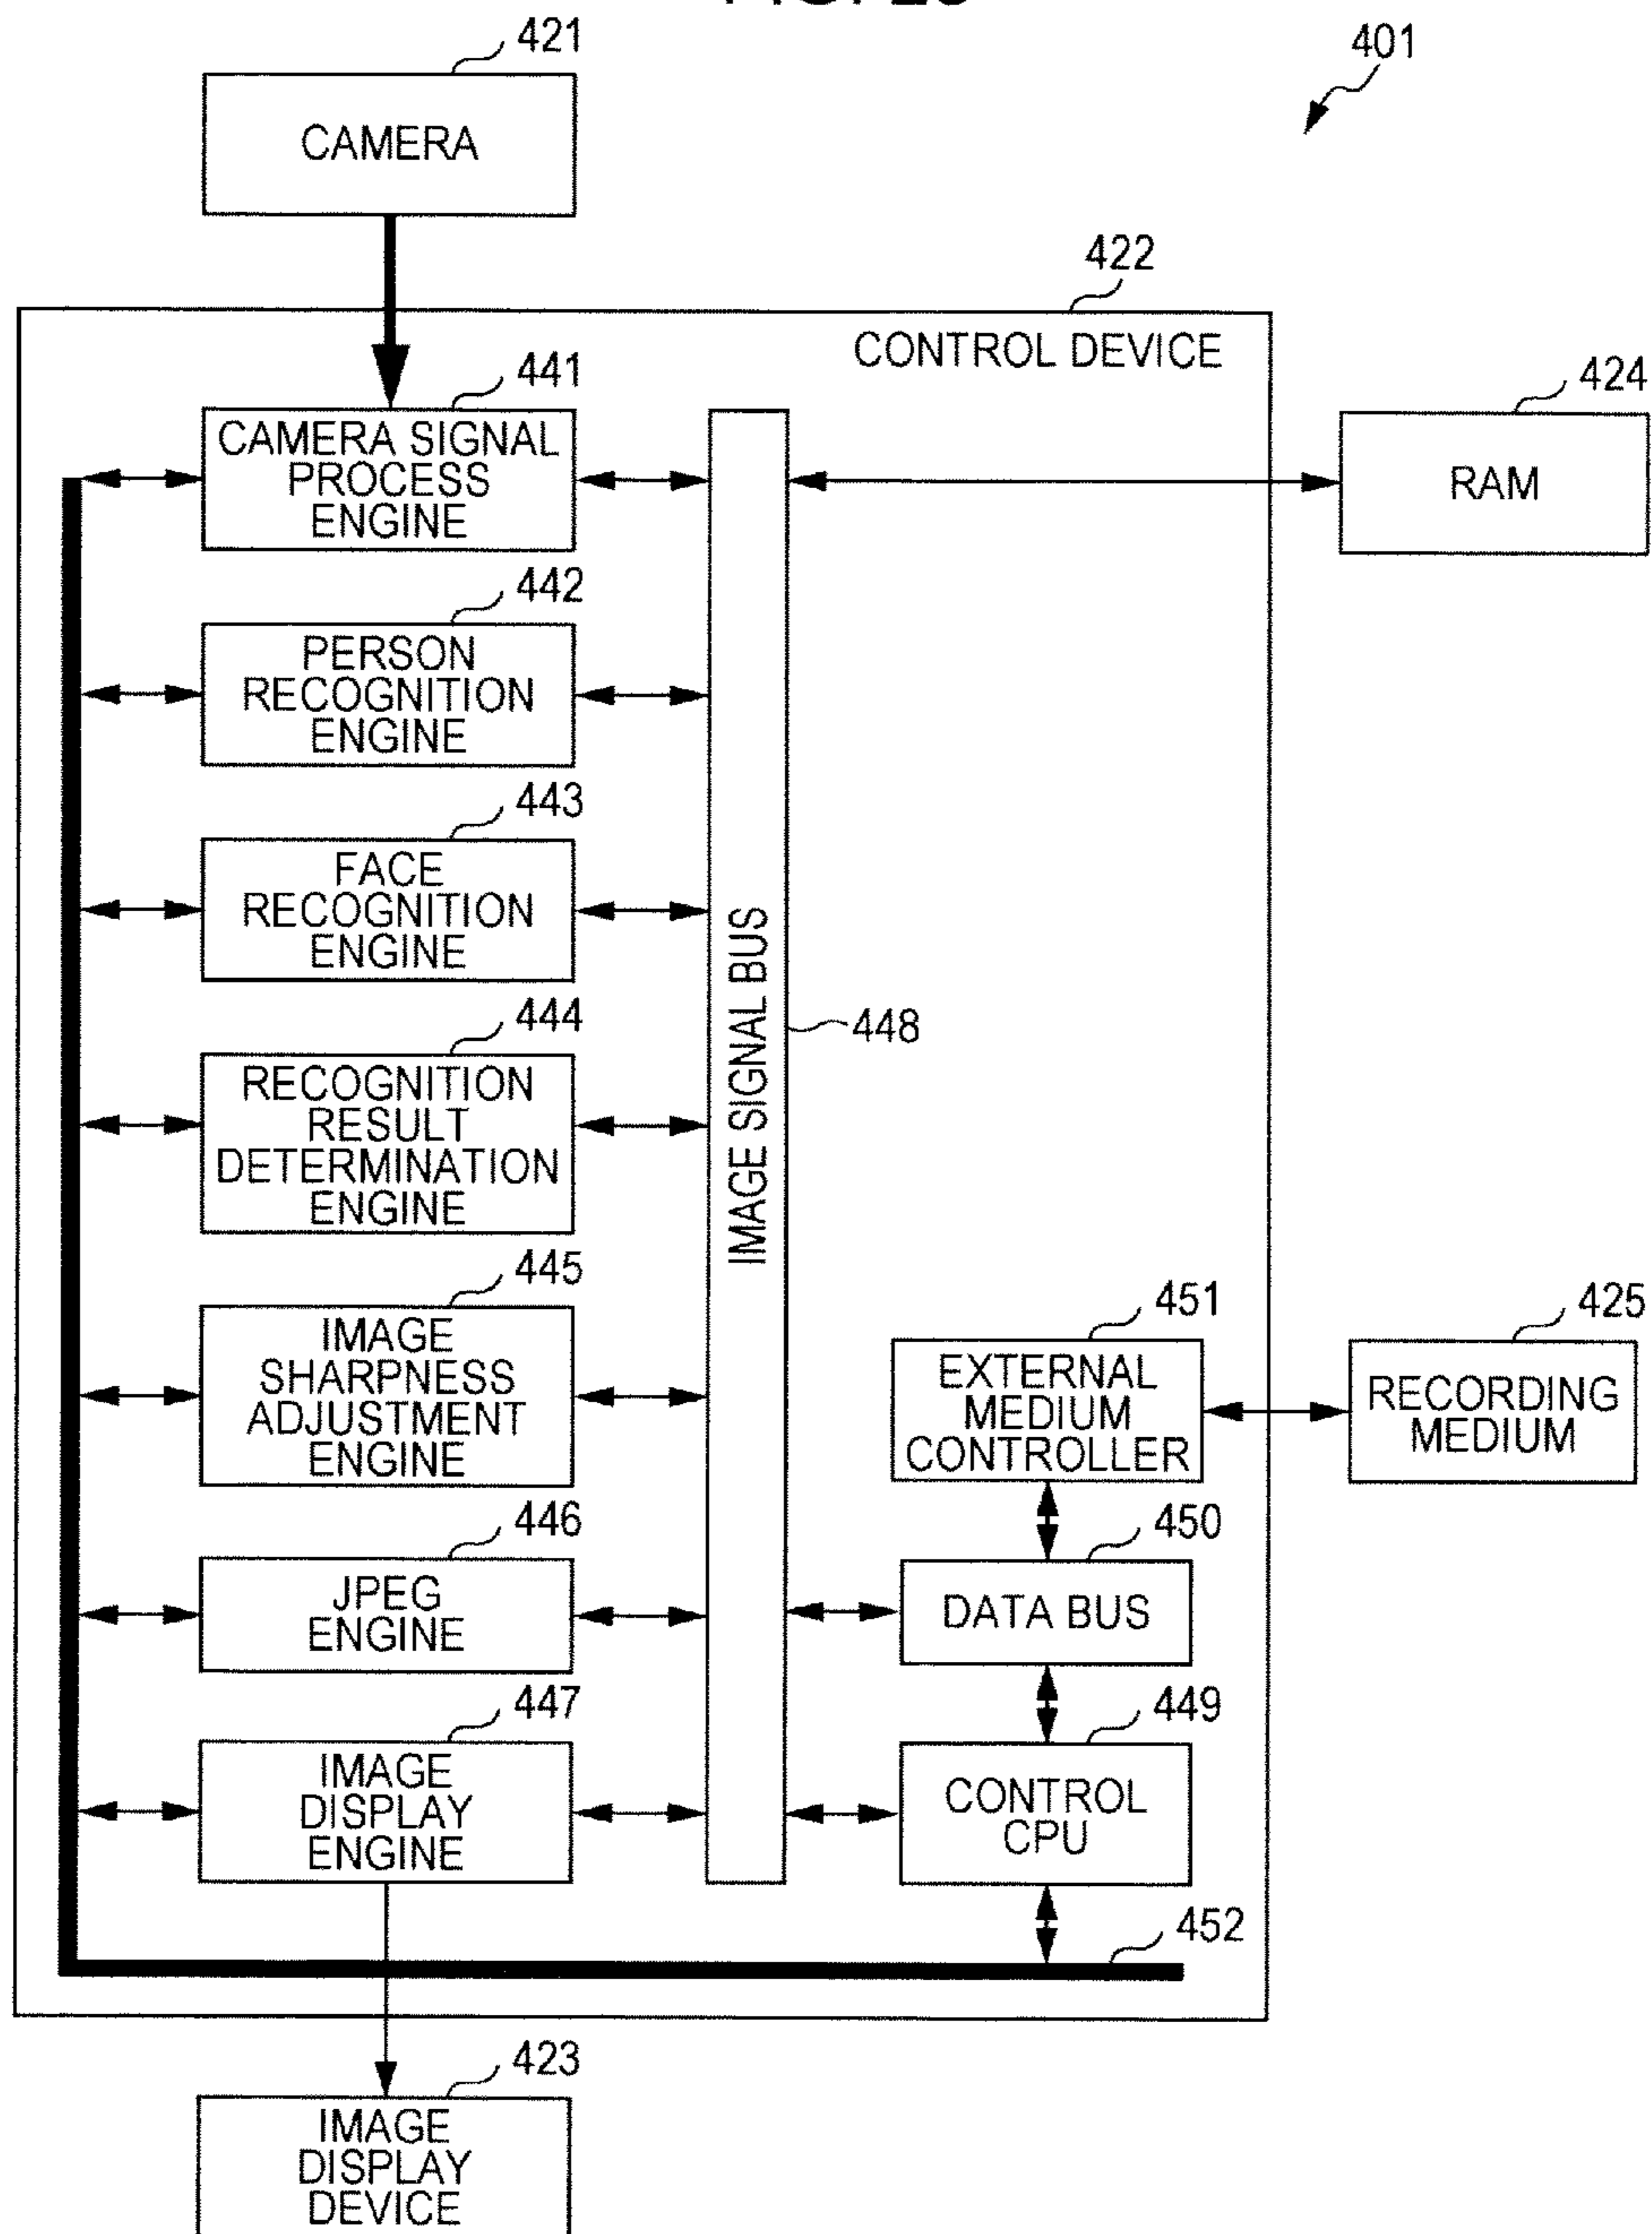 401
421
CAMERA
422
CONTROL DEVICE
441
CAMERA SIGNAL
PROCESS
ENGINE
424
RAM
442
PERSON
RECOGNITION
ENGINE
443
FACE
RECOGNITION
ENGINE
444
RECOGNITION
RESULT
DETERMINATION
ENGINE
IMAGE SIGNAL BUS
448
445
IMAGE
SHARPNESS
ADJUSTMENT
ENGINE
451
EXTERNAL
MEDIUM
CONTROLLER
425
RECORDING
MEDIUM
446
JPEG
ENGINE
450
DATA BUS
447
IMAGE
DISPLAY
ENGINE
449
CONTROL
CPU
452
423
IMAGE
DISPLAY
DEVICE